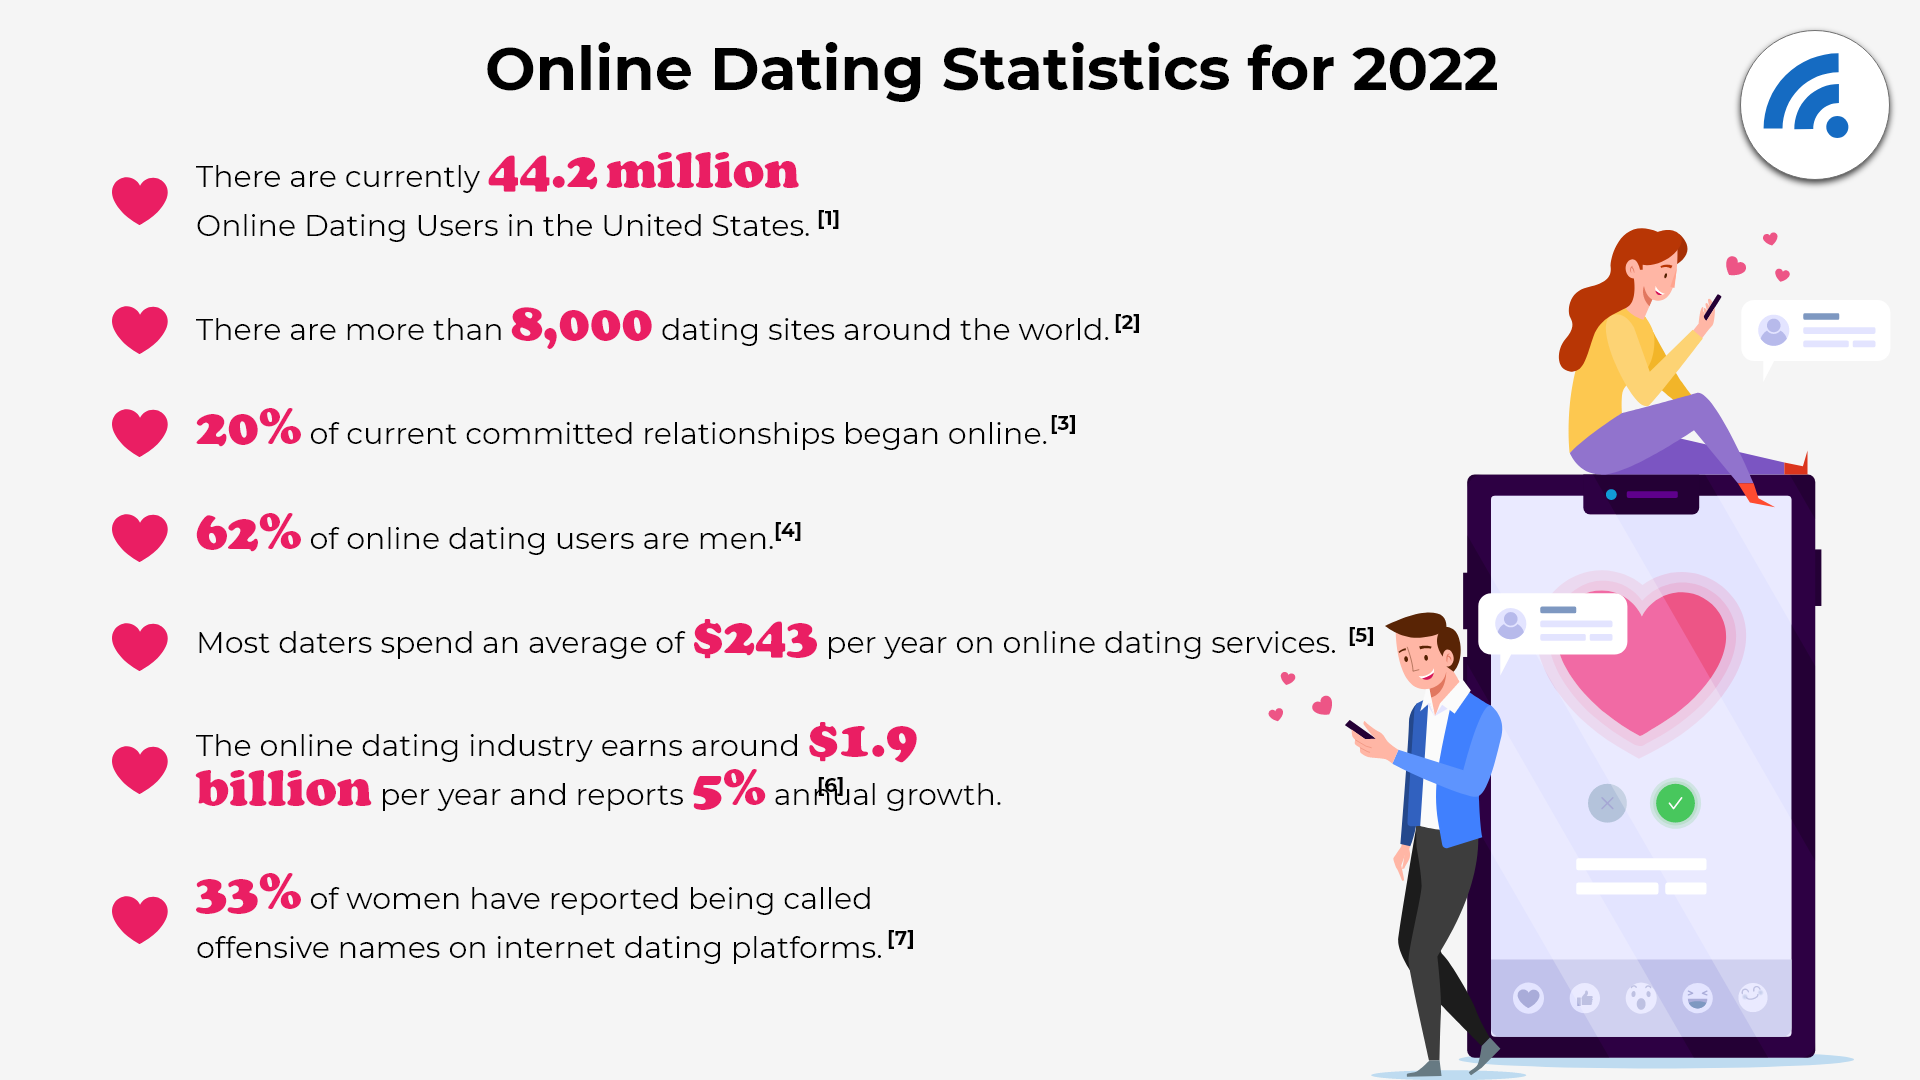 Online Dating Statistics for 2022
There are currently 44.2 million
Online Dating Users in the United States. [1]
There are more than 8,000 dating sites around the world. [2]
20% of current committed relationships began online. [3]
62% of online dating users are men. [4]
Most daters spend an average of $243 per year on online dating services. [5]
The online dating industry earns around $1.9
billion per year and reports 5% annual growth. [6]
33% of women have reported being called
offensive names on internet dating platforms. [7]